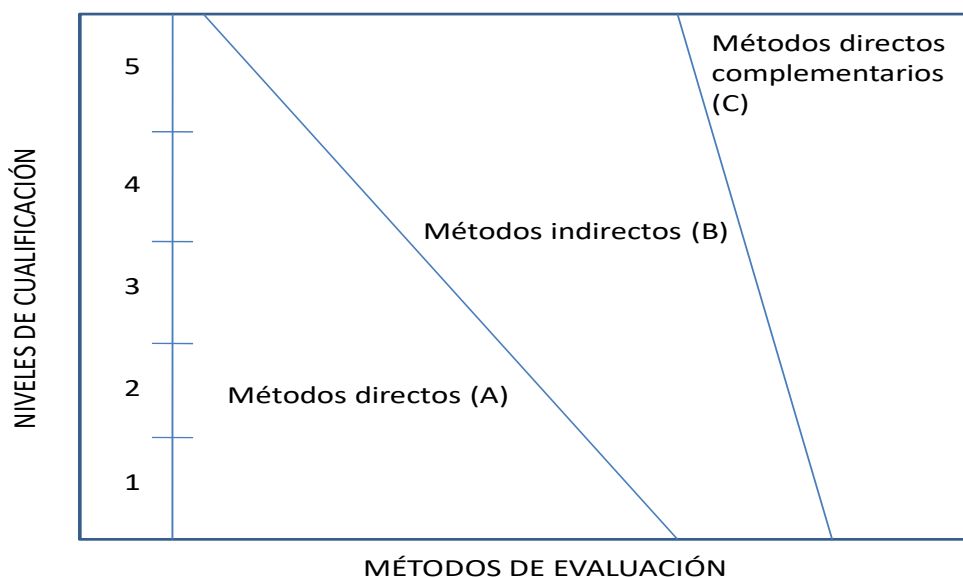 Métodos directos
complementarios
(C)
5
4
Métodos indirectos (B)
3
2
Métodos directos (A)
1
NIVELES DE CUALIFICACIÓN
MÉTODOS DE EVALUACIÓN